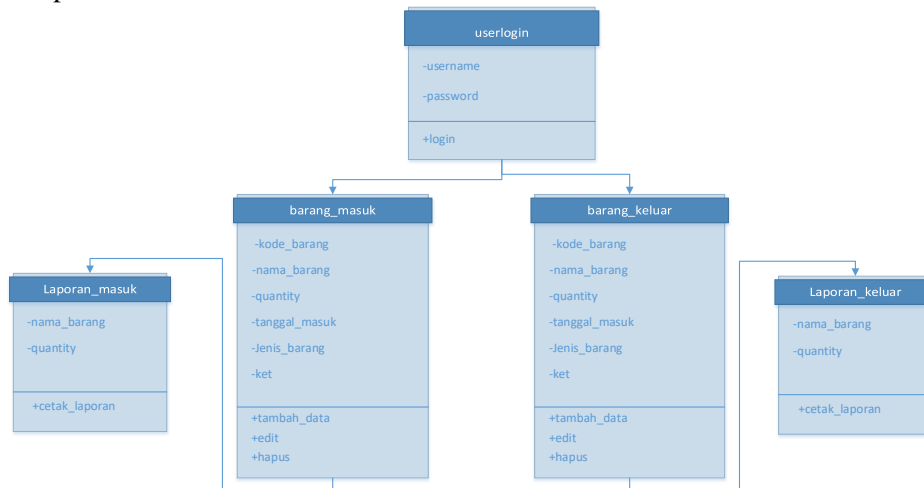 userlogin
-username
-password
+login
barang_masuk
-kode_barang
-nama_barang
-quantity
-tanggal_masuk
-Jenis_barang
-ket
+tambah_data
+edit
+hapus
barang_keluar
-kode_barang
-nama_barang
-quantity
-tanggal_masuk
-Jenis_barang
-ket
+tambah_data
+edit
+hapus
Laporan_masuk
-nama_barang
-quantity
+cetak_laporan
Laporan_keluar
-nama_barang
-quantity
+cetak_laporan